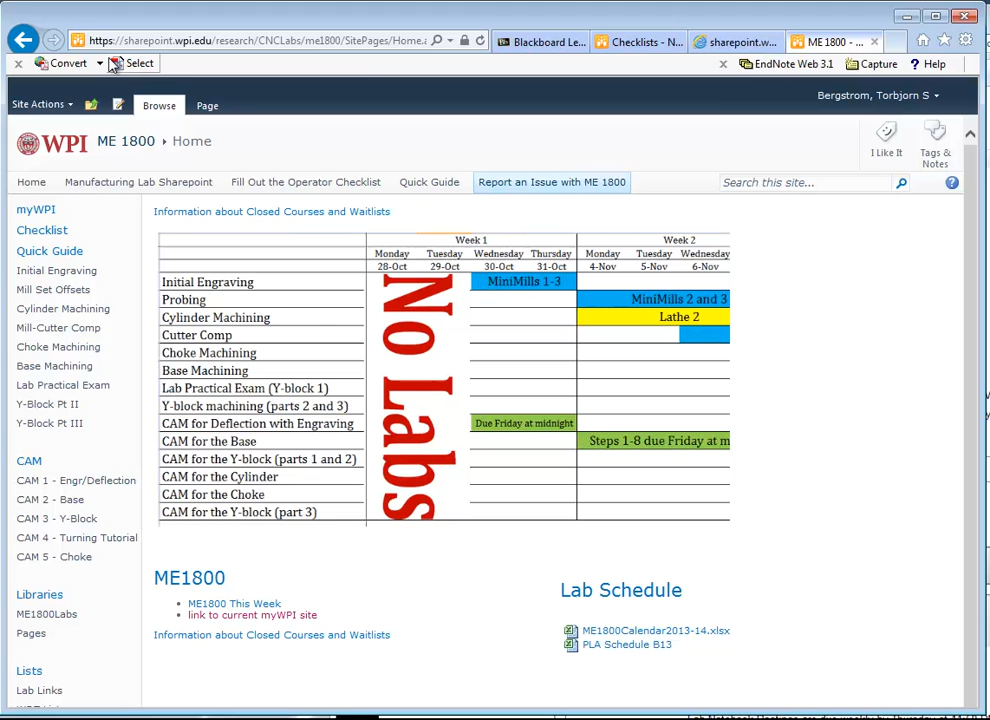 https://sharepoint.wpi.edu/research/CNCLabs/me1800/SitePages/Home.a
Blackboard Le... Checklists - N... sharepoint.w... ME 1800 - ...
Convert Select EndNote Web 3.1 Capture Help
Site Actions Browse Page Bergstrom, Torbjorn S
WPI ME 1800 Home I Like It Tags & Notes
Home Manufacturing Lab Sharepoint Fill Out the Operator Checklist Quick Guide Report an Issue with ME 1800 Search this site...
myWPI
Checklist
Quick Guide
Initial Engraving
Mill Set Offsets
Cylinder Machining
Mill-Cutter Comp
Choke Machining
Base Machining
Lab Practical Exam
Y-Block Pt II
Y-Block Pt III
CAM
CAM 1 - Engr/Deflection
CAM 2 - Base
CAM 3 - Y-Block
CAM 4 - Turning Tutorial
CAM 5 - Choke
Libraries
ME1800Labs
Pages
Lists
Lab Links
Information about Closed Courses and Waitlists
Week 1 Week 2
Monday Tuesday Wednesday Thursday Monday Tuesday Wednesday
28-Oct 29-Oct 30-Oct 31-Oct 4-Nov 5-Nov 6-Nov
No Labs
Initial Engraving MiniMills 1-3
Probing MiniMills 2 and 3
Cylinder Machining Lathe 2
Cutter Comp
Choke Machining
Base Machining
Lab Practical Exam (Y-block 1)
Y-block machining (parts 2 and 3)
CAM for Deflection with Engraving Due Friday at midnight
CAM for the Base Steps 1-8 due Friday at m
CAM for the Y-block (parts 1 and 2)
CAM for the Cylinder
CAM for the Choke
CAM for the Y-block (part 3)
ME1800
ME1800 This Week
link to current myWPI site
Information about Closed Courses and Waitlists
Lab Schedule
ME1800Calendar2013-14.xlsx
PLA Schedule B13